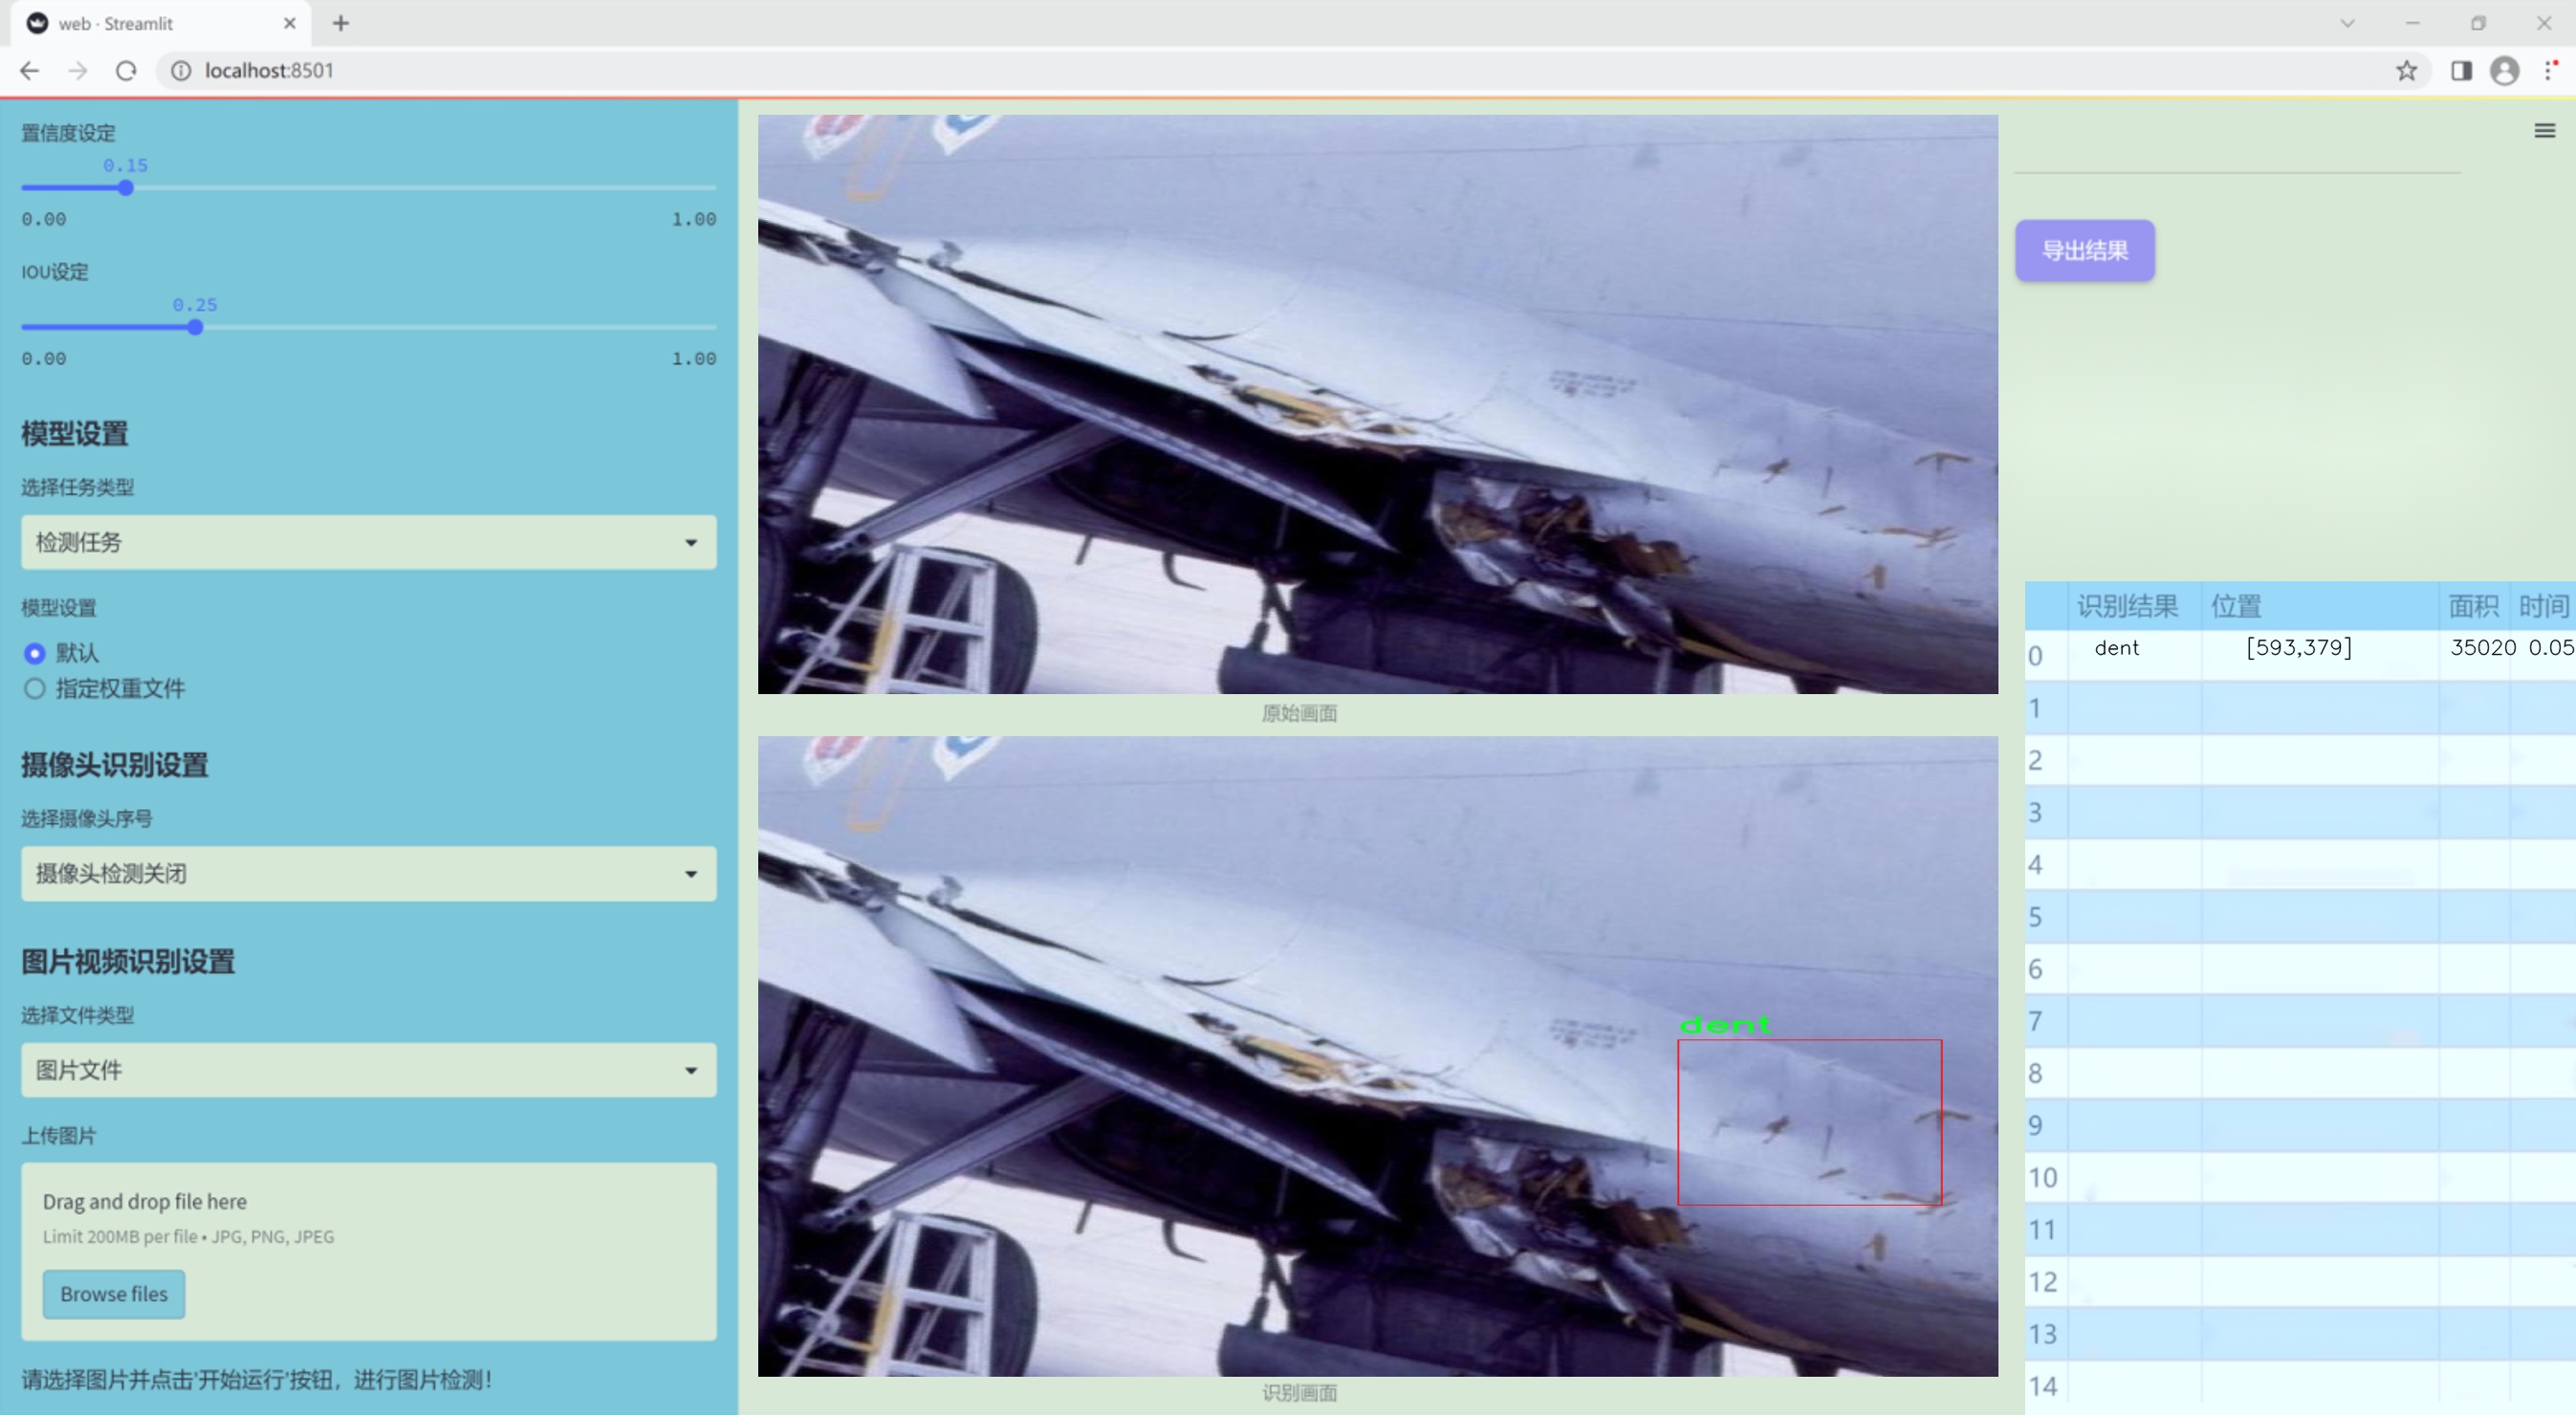 web · Streamlit
localhost:8501
置信度设定
0.15
0.00 1.00
IOU设定
0.25
0.00 1.00
模型设置
选择任务类型
检测任务
模型设置
默认
指定权重文件
摄像头识别设置
选择摄像头序号
摄像头检测关闭
图片视频识别设置
选择文件类型
图片文件
上传图片
Drag and drop file here
Limit 200MB per file • JPG, PNG, JPEG
Browse files
请选择图片并点击'开始运行'按钮，进行图片检测！
原始画面
dent
识别画面
导出结果
识别结果 位置 面积 时间
0 dent [593,379] 35020 0.05
1
2
3
4
5
6
7
8
9
10
11
12
13
14